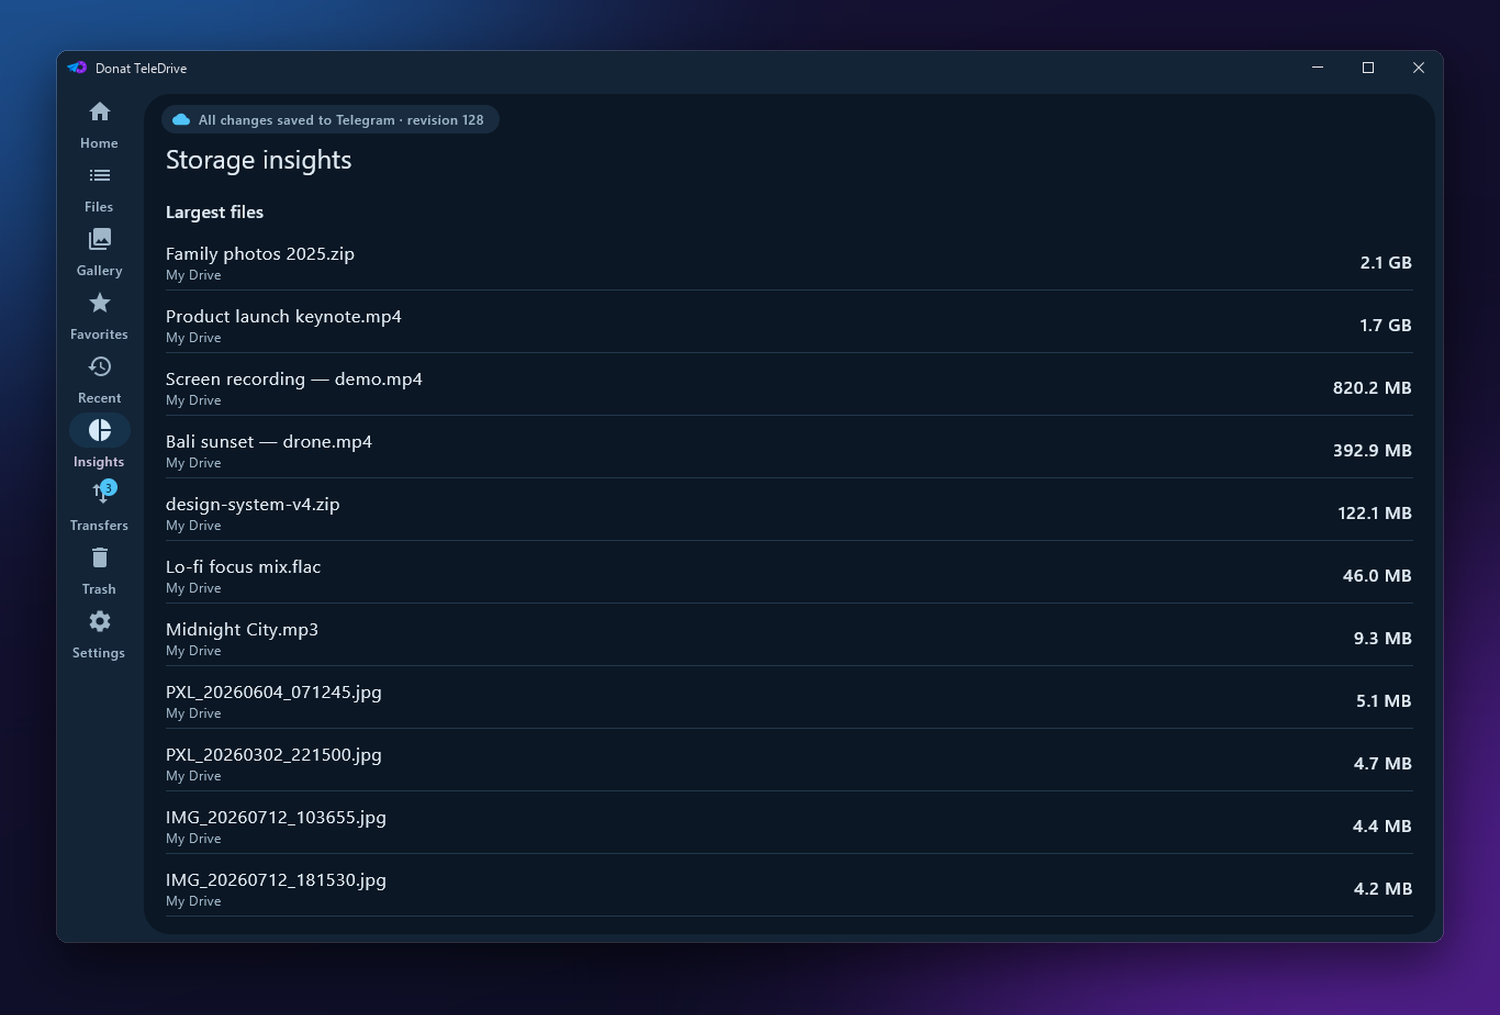 Donat TeleDrive
All changes saved to Telegram · revision 128
Home
Files
Gallery
Favorites
Recent
Insights
3
Transfers
Trash
Settings
Storage insights
Largest files
Family photos 2025.zip
My Drive
2.1 GB
Product launch keynote.mp4
My Drive
1.7 GB
Screen recording — demo.mp4
My Drive
820.2 MB
Bali sunset — drone.mp4
My Drive
392.9 MB
design-system-v4.zip
My Drive
122.1 MB
Lo-fi focus mix.flac
My Drive
46.0 MB
Midnight City.mp3
My Drive
9.3 MB
PXL_20260604_071245.jpg
My Drive
5.1 MB
PXL_20260302_221500.jpg
My Drive
4.7 MB
IMG_20260712_103655.jpg
My Drive
4.4 MB
IMG_20260712_181530.jpg
My Drive
4.2 MB